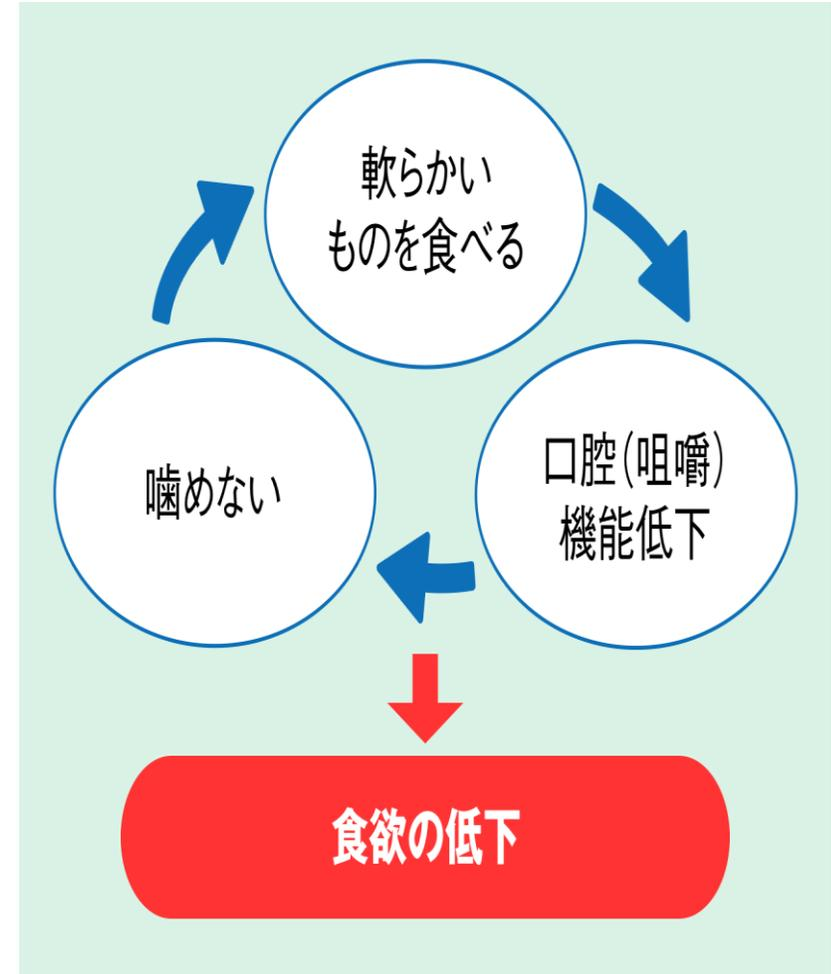 軟らかい
ものを食べる
口腔（咀嚼）
機能低下
噛めない
食欲の低下